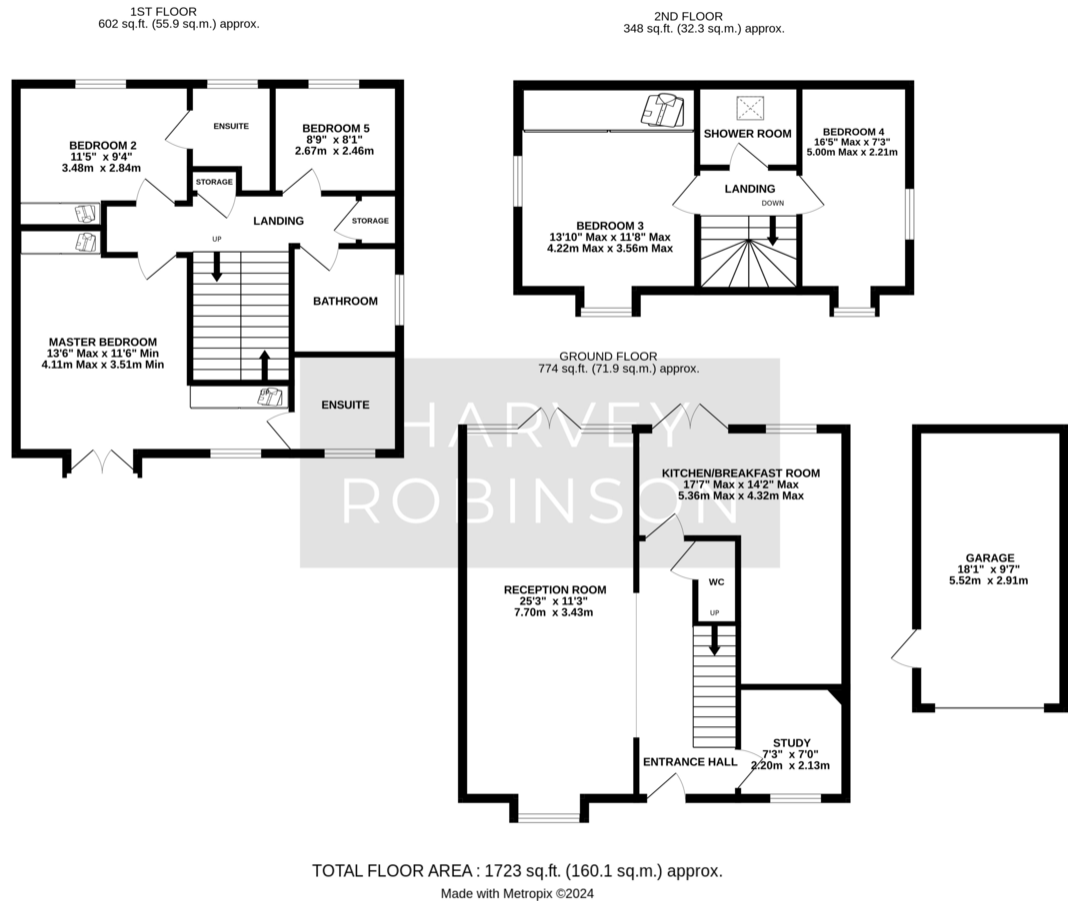 1ST FLOOR
602 sq.ft. (55.9 sq.m.) approx.
2ND FLOOR
348 sq.ft. (32.3 sq.m.) approx.
BEDROOM 2
11'5" x 9'4"
3.48m x 2.84m
ENSUITE
BEDROOM 5
8'9" x 8'1"
2.67m x 2.46m
STORAGE
LANDING
STORAGE
UP
BATHROOM
MASTER BEDROOM
13'6" Max x 11'6" Min
4.11m Max x 3.51m Min
ENSUITE
SHOWER ROOM
BEDROOM 4
16'5" Max x 7'3"
5.00m Max x 2.21m
LANDING
DOWN
BEDROOM 3
13'10" Max x 11'8" Max
4.22m Max x 3.56m Max
GROUND FLOOR
774 sq.ft. (71.9 sq.m.) approx.
HARVEY
ROBINSON
KITCHEN/BREAKFAST ROOM
17'7" Max x 14'2" Max
5.36m Max x 4.32m Max
RECEPTION ROOM
25'3" x 11'3"
7.70m x 3.43m
WC
UP
GARAGE
18'1" x 9'7"
5.52m x 2.91m
STUDY
7'3" x 7'0"
2.20m x 2.13m
ENTRANCE HALL
TOTAL FLOOR AREA : 1723 sq.ft. (160.1 sq.m.) approx.
Made with Metropix ©2024